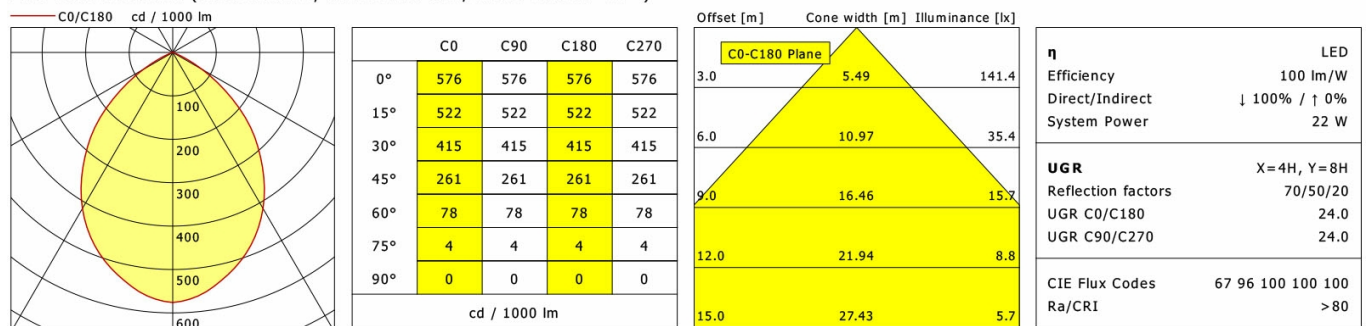 C0/C180 cd / 1000 lm
100
200
300
400
500
600
C0 C90 C180 C270
0° 576 576 576 576
15° 522 522 522 522
30° 415 415 415 415
45° 261 261 261 261
60° 78 78 78 78
75° 4 4 4 4
90° 0 0 0 0
cd / 1000 lm
Offset [m] Cone width [m] Illuminance [lx]
C0-C180 Plane
3.0 5.49 141.4
6.0 10.97 35.4
9.0 16.46 15.7
12.0 21.94 8.8
15.0 27.43 5.7
η LED
Efficiency 100 lm/W
Direct/Indirect ↓ 100% / ↑ 0%
System Power 22 W
UGR X=4H, Y=8H
Reflection factors 70/50/20
UGR C0/C180 24.0
UGR C90/C270 24.0
CIE Flux Codes 67 96 100 100 100
Ra/CRI >80